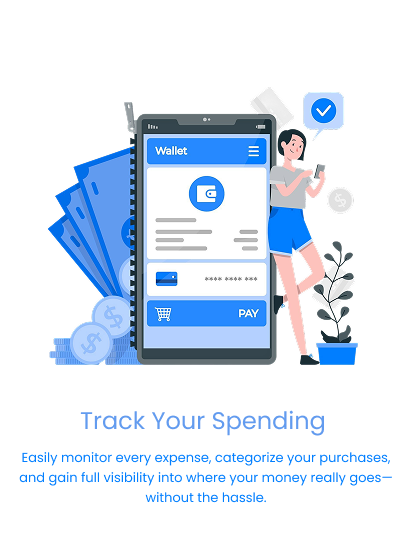 Wallet
**** **** **** ***
PAY
Track Your Spending
Easily monitor every expense, categorize your purchases,
and gain full visibility into where your money really goes—
without the hassle.